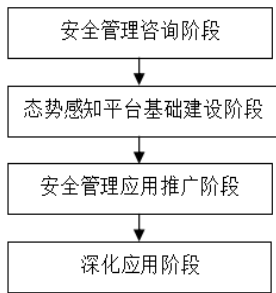 安全管理咨询阶段
态势感知平台基础建设阶段
安全管理应用推广阶段
深化应用阶段